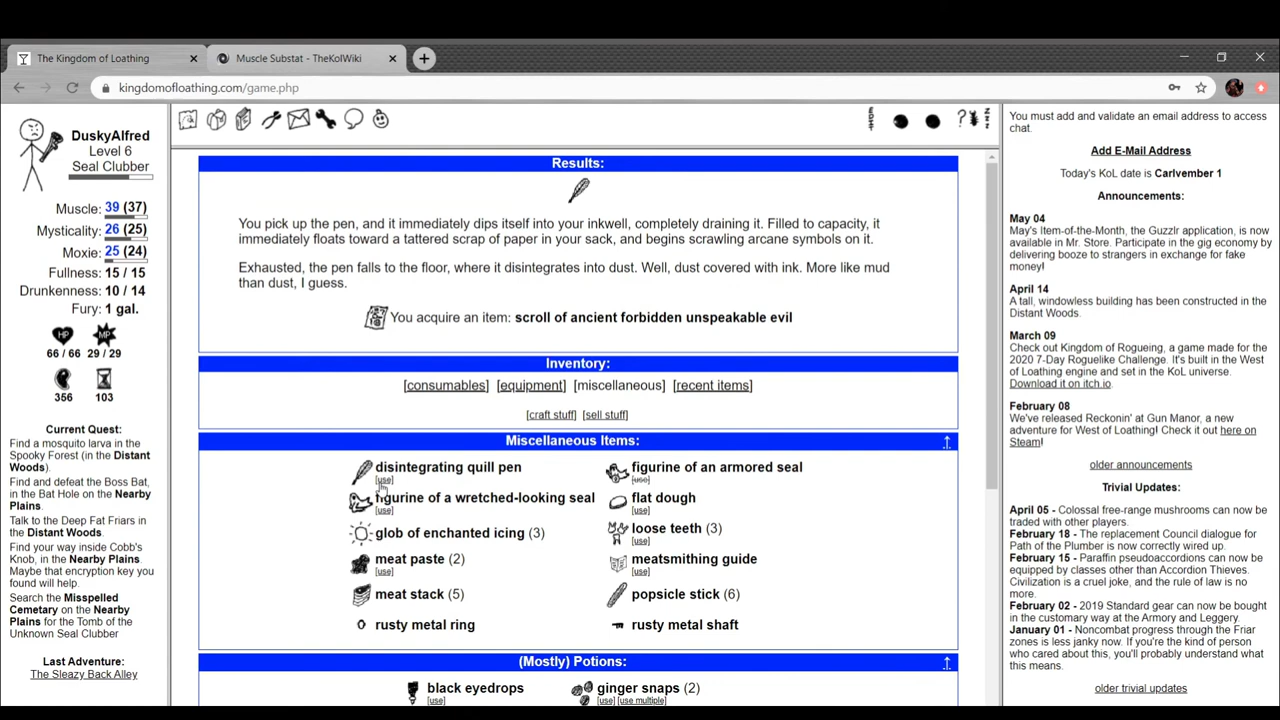 The Kingdom of Loathing
Muscle Substat - TheKolWiki
kingdomofloathing.com/game.php
DuskyAlfred
Level 6
Seal Clubber
Muscle: 39 (37)
Mysticality: 26 (25)
Moxie: 25 (24)
Fullness: 15 / 15
Drunkenness: 10 / 14
Fury: 1 gal.
HP MP
66 / 66 29 / 29
356 103
Current Quest:
Find a mosquito larva in the
Spooky Forest (in the Distant
Woods).
Find and defeat the Boss Bat,
in the Bat Hole on the Nearby
Plains.
Talk to the Deep Fat Friars in
the Distant Woods.
Find your way inside Cobb's
Knob, in the Nearby Plains.
Maybe that encryption key you
found will help.
Search the Misspelled
Cemetary on the Nearby
Plains for the Tomb of the
Unknown Seal Clubber
Last Adventure:
The Sleazy Back Alley
Results:
You pick up the pen, and it immediately dips itself into your inkwell, completely draining it. Filled to capacity, it
immediately floats toward a tattered scrap of paper in your sack, and begins scrawling arcane symbols on it.
Exhausted, the pen falls to the floor, where it disintegrates into dust. Well, dust covered with ink. More like mud
than dust, I guess.
You acquire an item: scroll of ancient forbidden unspeakable evil
Inventory:
[consumables] [equipment] [miscellaneous] [recent items]
[craft stuff] [sell stuff]
Miscellaneous Items:
disintegrating quill pen
[use]
figurine of an armored seal
[use]
figurine of a wretched-looking seal
[use]
flat dough
[use]
glob of enchanted icing (3)
loose teeth (3)
[use]
meat paste (2)
[use]
meatsmithing guide
[use]
meat stack (5)
popsicle stick (6)
rusty metal ring
rusty metal shaft
(Mostly) Potions:
black eyedrops
[use]
ginger snaps (2)
[use] [use multiple]
You must add and validate an email address to access
chat.
Add E-Mail Address
Today's KoL date is Carlvember 1
Announcements:
May 04
May's Item-of-the-Month, the Guzzlr application, is now
available in Mr. Store. Participate in the gig economy by
delivering booze to strangers in exchange for fake
money!
April 14
A tall, windowless building has been constructed in the
Distant Woods.
March 09
Check out Kingdom of Rogueing, a game made for the
2020 7-Day Roguelike Challenge. It's built in the West
of Loathing engine and set in the KoL universe.
Download it on itch.io.
February 08
We've released Reckonin' at Gun Manor, a new
adventure for West of Loathing! Check it out here on
Steam!
older announcements
Trivial Updates:
April 05 - Colossal free-range mushrooms can now be
traded with other players.
February 18 - The replacement Council dialogue for
Path of the Plumber is now correctly wired up.
February 15 - Paraffin pseudoaccordions can now be
equipped by classes other than Accordion Thieves.
Civilization is a cruel joke, and the rule of law is no
more.
February 02 - 2019 Standard gear can now be bought
in the customary way at the Armory and Leggery.
January 01 - Noncombat progress through the Friar
zones is less janky now. If you're the kind of person
who cared about this, you'll probably understand what
this means.
older trivial updates